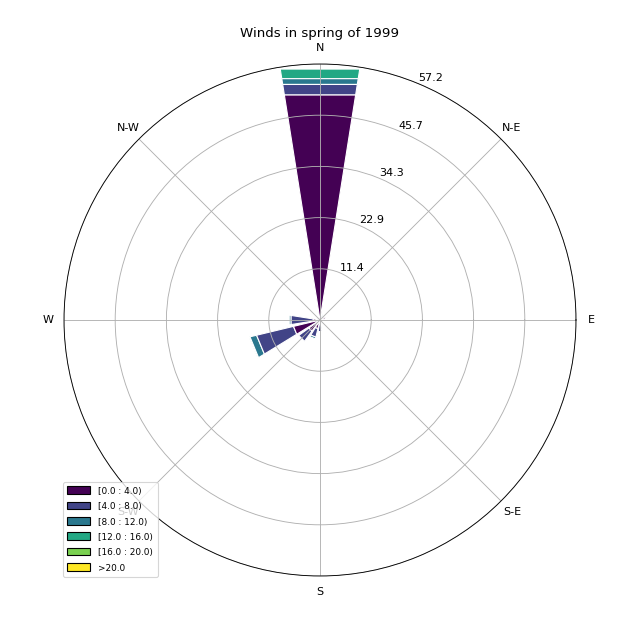 Winds in spring of 1999
N
57.2
N-W
45.7
N-E
34.3
22.9
11.4
W
E
[0.0 : 4.0)
[4.0 : 8.0)
S-W
S-E
[8.0 : 12.0)
[12.0 : 16.0)
[16.0 : 20.0)
>20.0
S